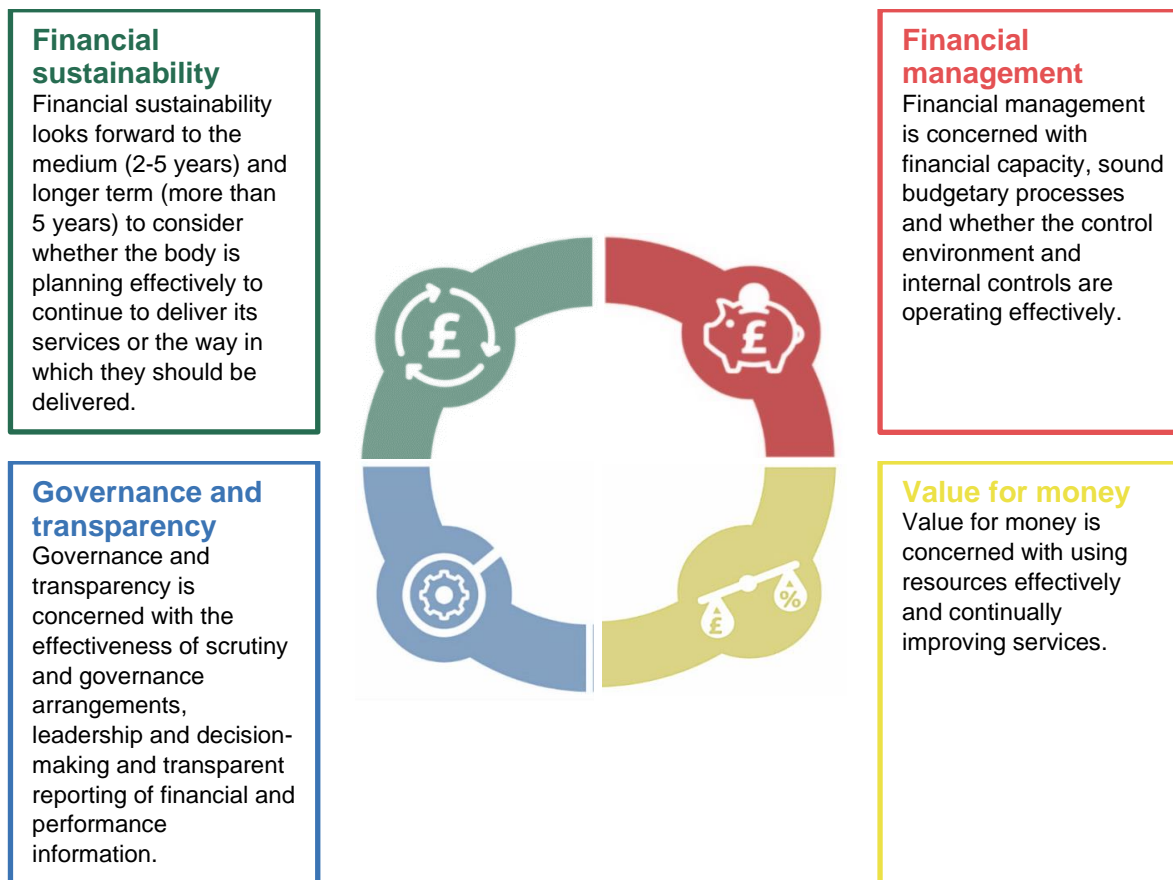 Financial
sustainability
Financial sustainability
looks forward to the
medium (2-5 years) and
longer term (more than
5 years) to consider
whether the body is
planning effectively to
continue to deliver its
services or the way in
which they should be
delivered.
Financial
management
Financial management
is concerned with
financial capacity, sound
budgetary processes
and whether the control
environment and
internal controls are
operating effectively.
£
£
Governance and
transparency
Governance and
transparency is
concerned with the
effectiveness of scrutiny
and governance
arrangements,
leadership and decision-
making and transparent
reporting of financial and
performance
information.
%
£
Value for money
Value for money is
concerned with using
resources effectively
and continually
improving services.